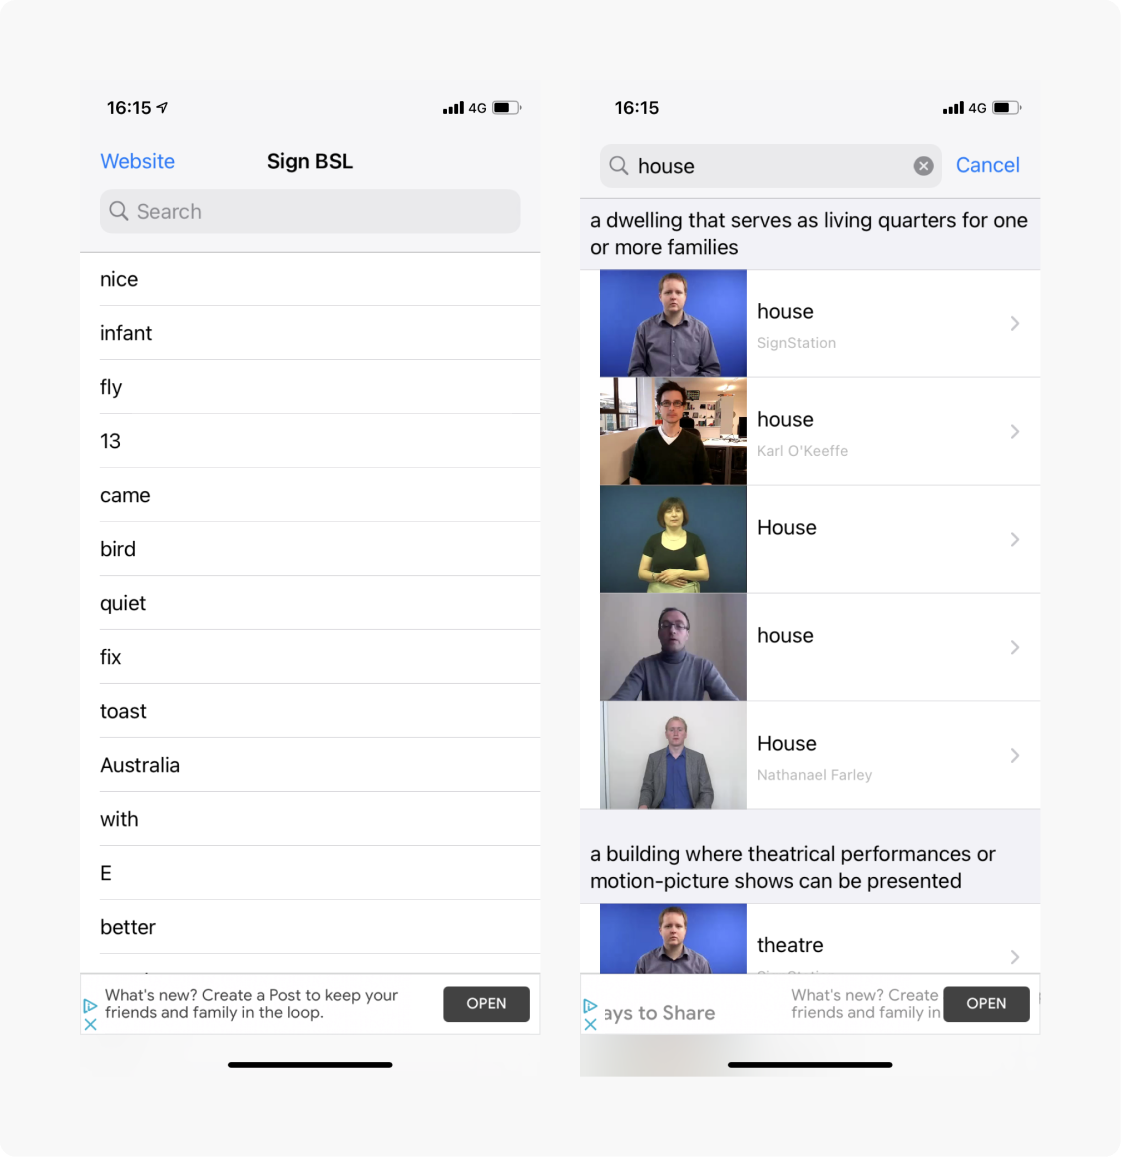 16:15
4G
Website
Sign BSL
Search
nice
infant
fly
13
came
bird
quiet
fix
toast
Australia
with
E
better
What's new? Create a Post to keep your
friends and family in the loop.
OPEN
16:15
4G
house
Cancel
a dwelling that serves as living quarters for one
or more families
house
SignStation
house
Karl O'Keeffe
House
house
House
Nathanael Farley
a building where theatrical performances or
motion-picture shows can be presented
theatre
ays to Share
What's new? Create
friends and family in
OPEN